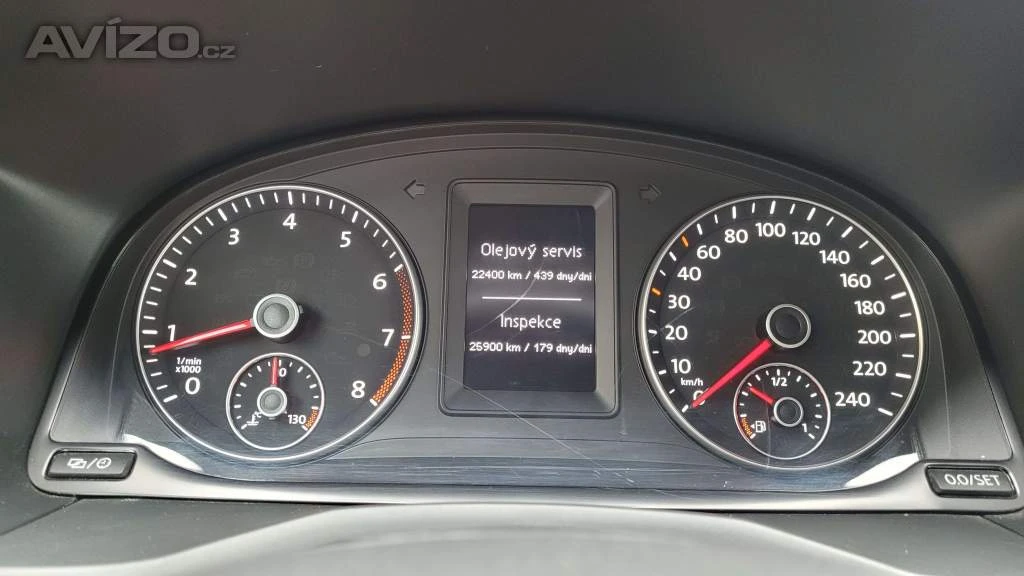 AVÍZO.cz
Olejový servis
22400 km / 439 dny/dni
Inspekce
25900 km / 179 dny/dni
0 1 2 3 4 5 6 7 8
1/min
x1000
130
0 10 20 30 40 60 80 100 120 140 160 180 200 220 240
km/h
1/2
1
0.0/SET